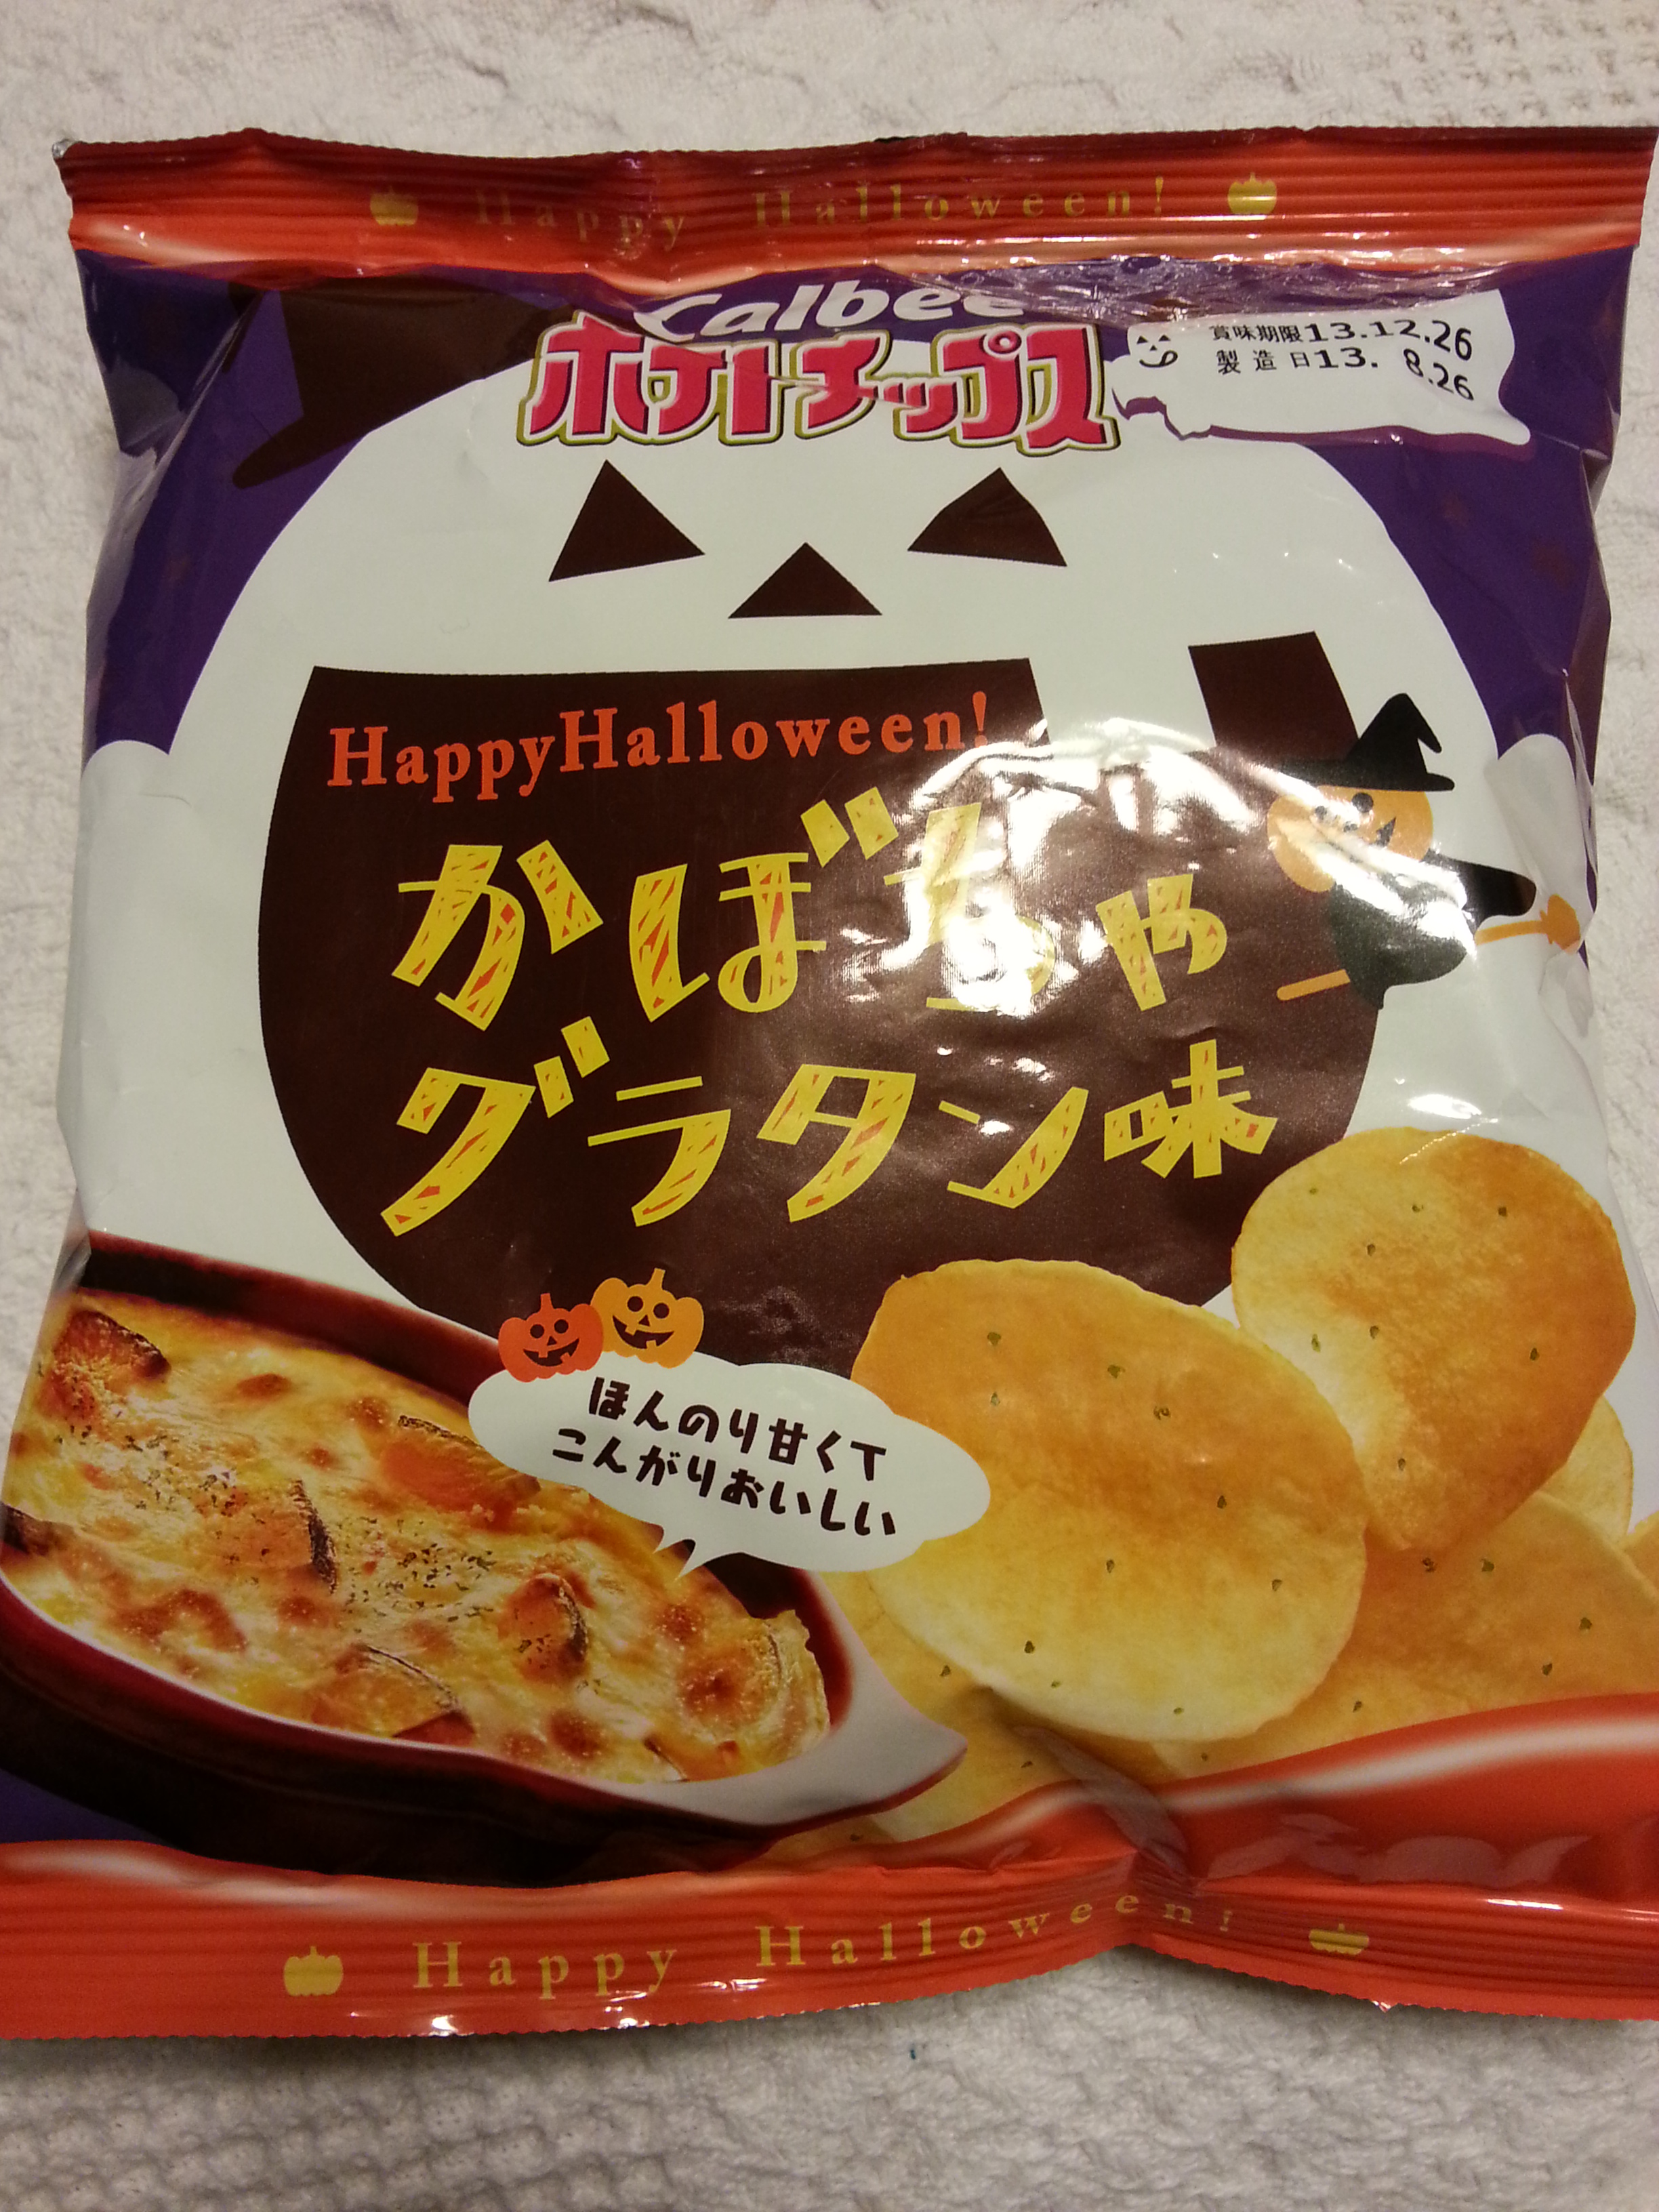 Happy Halloween!
Calbee
ポテトチップス
賞味期限13.12.26
製造日13. 8.26
HappyHalloween!
かぼちゃ
グラタン味
ほんのり甘くて
こんがりおいしい
Happy Halloween!